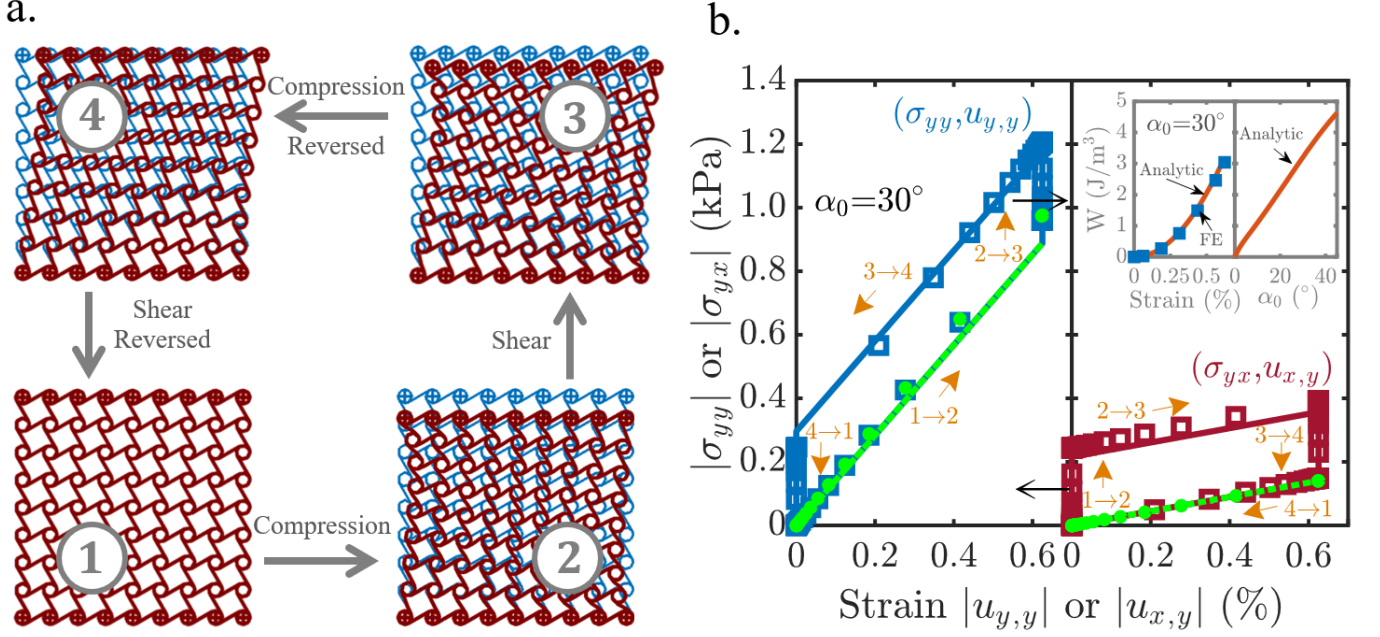 a.
4
Compression
Reversed
3
Shear
Reversed
Shear
1
Compression
2
b.
|σyy| or |σyx| (kPa)
1.4
1.2
1.0
0.8
0.6
0.4
0.2
0
(σyy,uy,y)
α0=30°
2→3
3→4
1→2
4→1
0
0.2
0.4
0.6
W (J/m³)
5
4
3
2
1
0
α0=30°
Analytic
FE
0
0.25
0.5
Strain (%)
Analytic
0
20
40
α0 (°)
(σyx,ux,y)
2→3
3→4
1→2
4→1
0
0.2
0.4
0.6
Strain |uy,y| or |ux,y| (%)